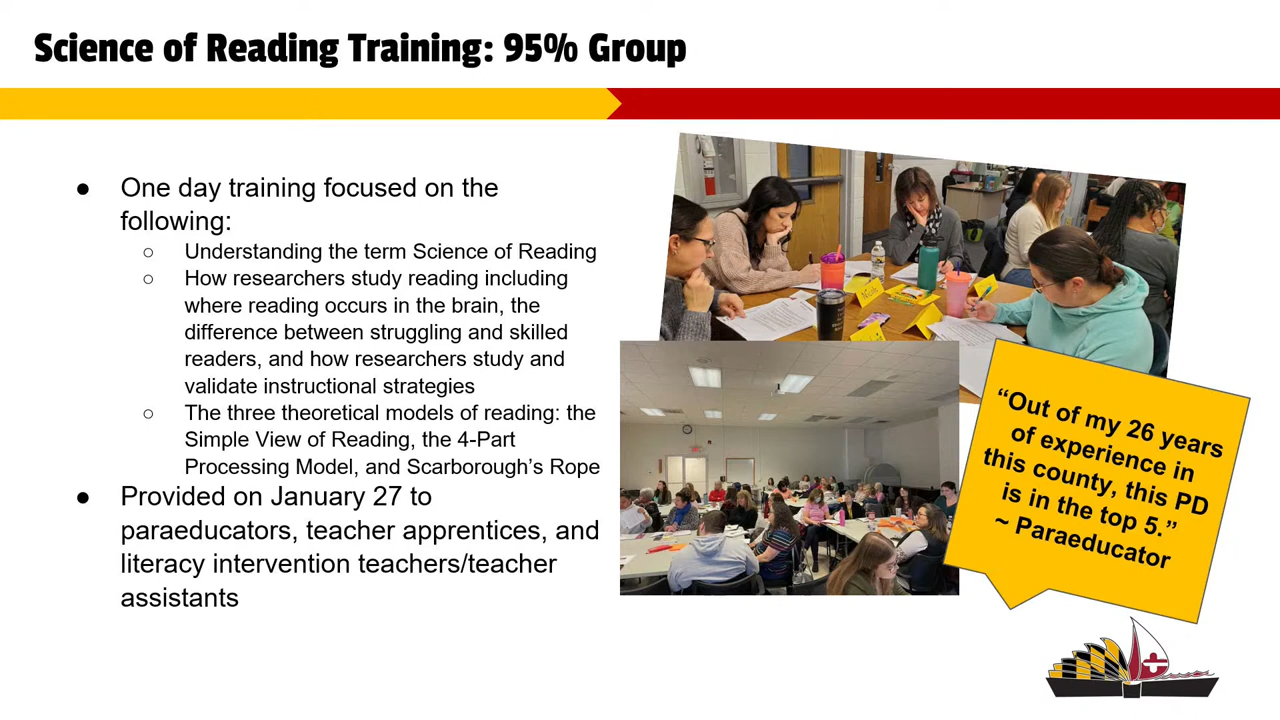 Science of Reading Training: 95% Group
● One day training focused on the
following:
○ Understanding the term Science of Reading
○ How researchers study reading including
where reading occurs in the brain, the
difference between struggling and skilled
readers, and how researchers study and
validate instructional strategies
○ The three theoretical models of reading: the
Simple View of Reading, the 4-Part
Processing Model, and Scarborough’s Rope
● Provided on January 27 to
paraeducators, teacher apprentices, and
literacy intervention teachers/teacher
assistants
“Out of my 26 years
of experience in
this county, this PD
is in the top 5.”
~ Paraeducator